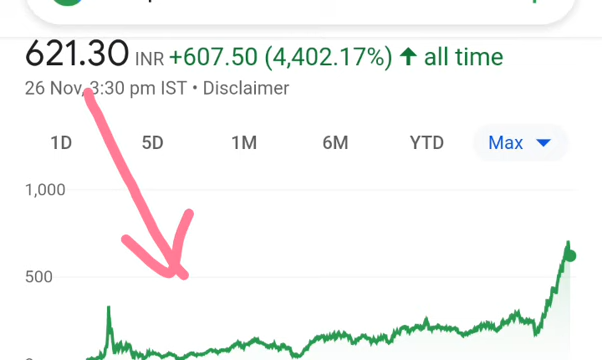 621.30 INR +607.50 (4,402.17%) ↑ all time
26 Nov, 3:30 pm IST • Disclaimer
1D 5D 1M 6M YTD Max
1,000
500